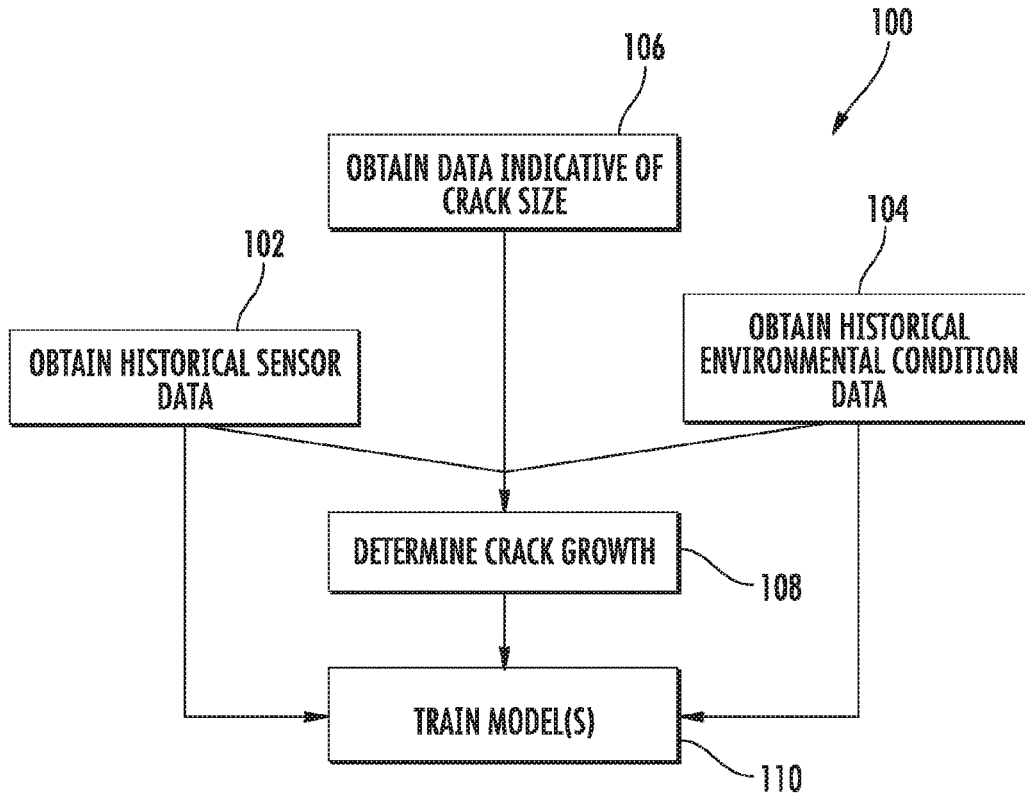 100
106
OBTAIN DATA INDICATIVE OF
CRACK SIZE
102
104
OBTAIN HISTORICAL SENSOR
DATA
OBTAIN HISTORICAL
ENVIRONMENTAL CONDITION
DATA
DETERMINE CRACK GROWTH
108
TRAIN MODEL(S)
110